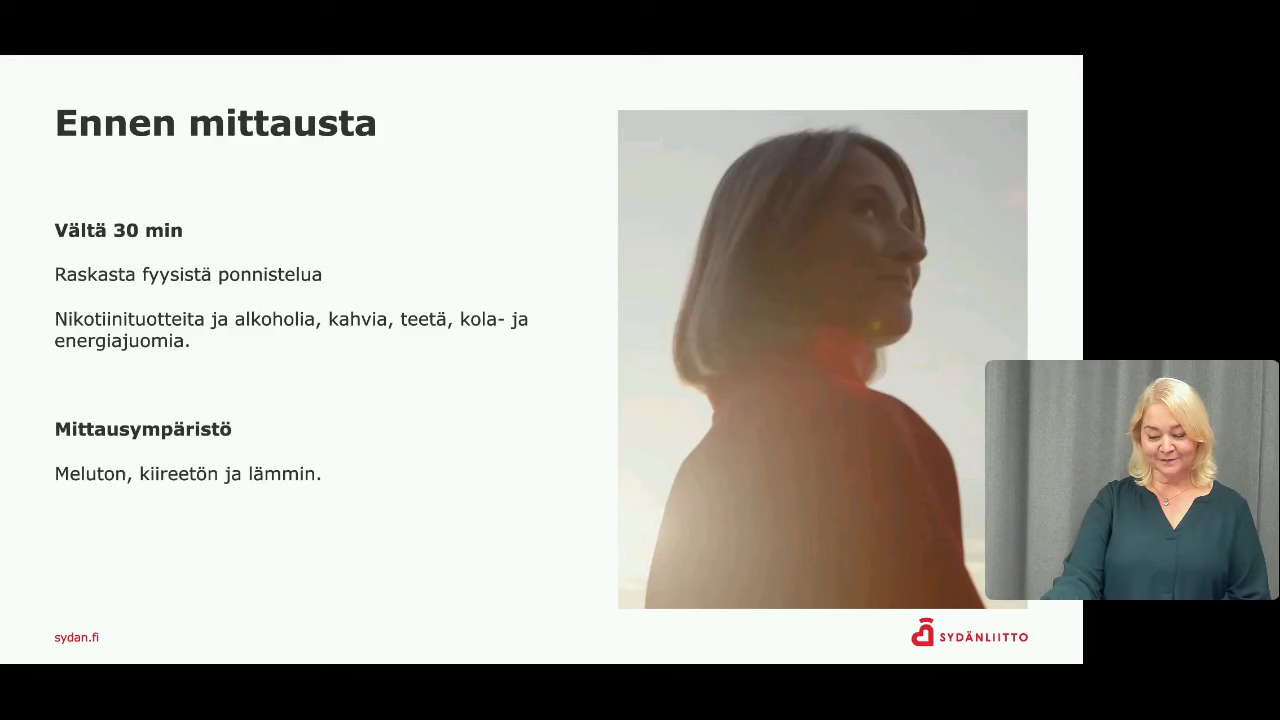 Ennen mittausta
Vältä 30 min
Raskasta fyysistä ponnistelua
Nikotiinituotteita ja alkoholia, kahvia, teetä, kola- ja
energiajuomia.
Mittausympäristö
Meluton, kiireetön ja lämmin.
sydan.fi
SYDÄNLIITTO